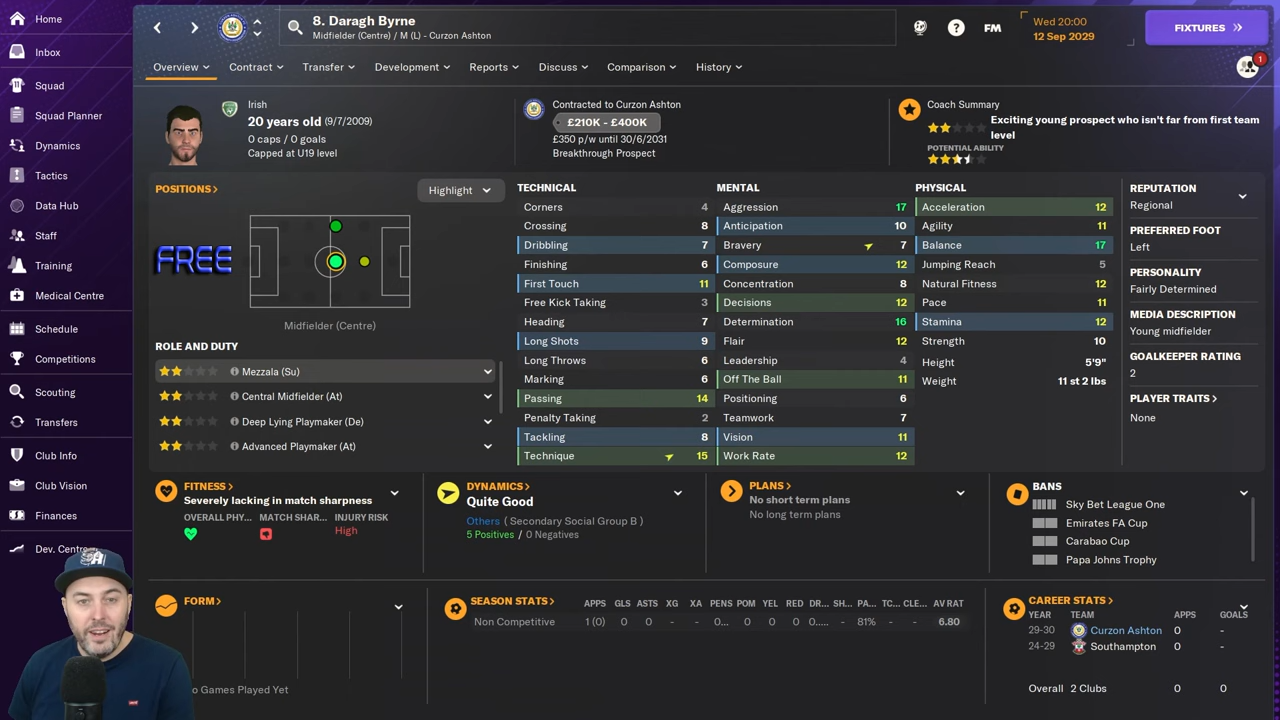 Home
Inbox
Squad
Squad Planner
Dynamics
Tactics
Data Hub
Staff
Training
Medical Centre
Schedule
Competitions
Scouting
Transfers
Club Info
Club Vision
Finances
Dev. Centre
8. Daragh Byrne
Midfielder (Centre) / M (L) - Curzon Ashton
?
FM
Wed 20:00
12 Sep 2029
FIXTURES
1
Overview Contract Transfer Development Reports Discuss Comparison History
Irish
20 years old (9/7/2009)
0 caps / 0 goals
Capped at U19 level
Contracted to Curzon Ashton
£210K - £400K
£350 p/w until 30/6/2031
Breakthrough Prospect
Coach Summary
Exciting young prospect who isn't far from first team
level
POTENTIAL ABILITY
POSITIONS
Highlight
FREE
Midfielder (Centre)
ROLE AND DUTY
Mezzala (Su)
Central Midfielder (At)
Deep Lying Playmaker (De)
Advanced Playmaker (At)
TECHNICAL
Corners 4
Crossing 8
Dribbling 7
Finishing 6
First Touch 11
Free Kick Taking 3
Heading 7
Long Shots 9
Long Throws 6
Marking 6
Passing 14
Penalty Taking 2
Tackling 8
Technique 15
MENTAL
Aggression 17
Anticipation 10
Bravery 7
Composure 12
Concentration 8
Decisions 12
Determination 16
Flair 12
Leadership 4
Off The Ball 11
Positioning 6
Teamwork 7
Vision 11
Work Rate 12
PHYSICAL
Acceleration 12
Agility 11
Balance 17
Jumping Reach 5
Natural Fitness 12
Pace 11
Stamina 12
Strength 10
Height 5'9"
Weight 11 st 2 lbs
REPUTATION
Regional
PREFERRED FOOT
Left
PERSONALITY
Fairly Determined
MEDIA DESCRIPTION
Young midfielder
GOALKEEPER RATING
2
PLAYER TRAITS
None
FITNESS
Severely lacking in match sharpness
OVERALL PHY... MATCH SHAR... INJURY RISK
High
DYNAMICS
Quite Good
Others ( Secondary Social Group B )
5 Positives / 0 Negatives
PLANS
No short term plans
No long term plans
BANS
Sky Bet League One
Emirates FA Cup
Carabao Cup
Papa Johns Trophy
FORM
o Games Played Yet
SEASON STATS APPS GLS ASTS XG XA PENS POM YEL RED DR... SH... PA... TC... CLE... AV RAT
Non Competitive 1 (0) 0 0 0 0 0... 0 0 0 0.... - 81% - - 6.80
CAREER STATS
YEAR TEAM APPS GOALS
29-30 Curzon Ashton 0 -
24-29 Southampton 0 -
Overall 2 Clubs 0 0